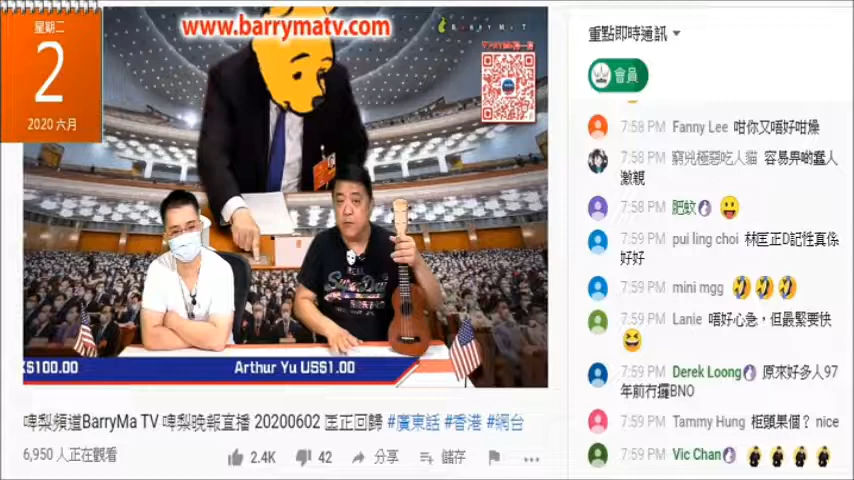 星期二
2
2020 六月
www.barrymatv.com
BARRYMAT
K$100.00
Arthur Yu US$1.00
啤梨頻道BarryMa TV 啤梨晚報直播 20200602 匡正回歸 #廣東話 #香港 #網台
6,950 人正在觀看
2.4K
42
分享
儲存
重點即時通訊
會員
7:58 PM Fanny Lee 咁你又唔好咁燥
7:58 PM 窮兇極惡吃人貓 容易畀啲蠢人
激親
7:58 PM 肥蚊
7:59 PM pui ling choi 林匡正D記性真係
好好
7:59 PM mini mgg
7:59 PM Lanie 唔好心急，但最緊要快
7:59 PM Derek Loong 原來好多人97
年前冇攞BNO
7:59 PM Tammy Hung 枱頭果個？ nice
7:59 PM Vic Chan